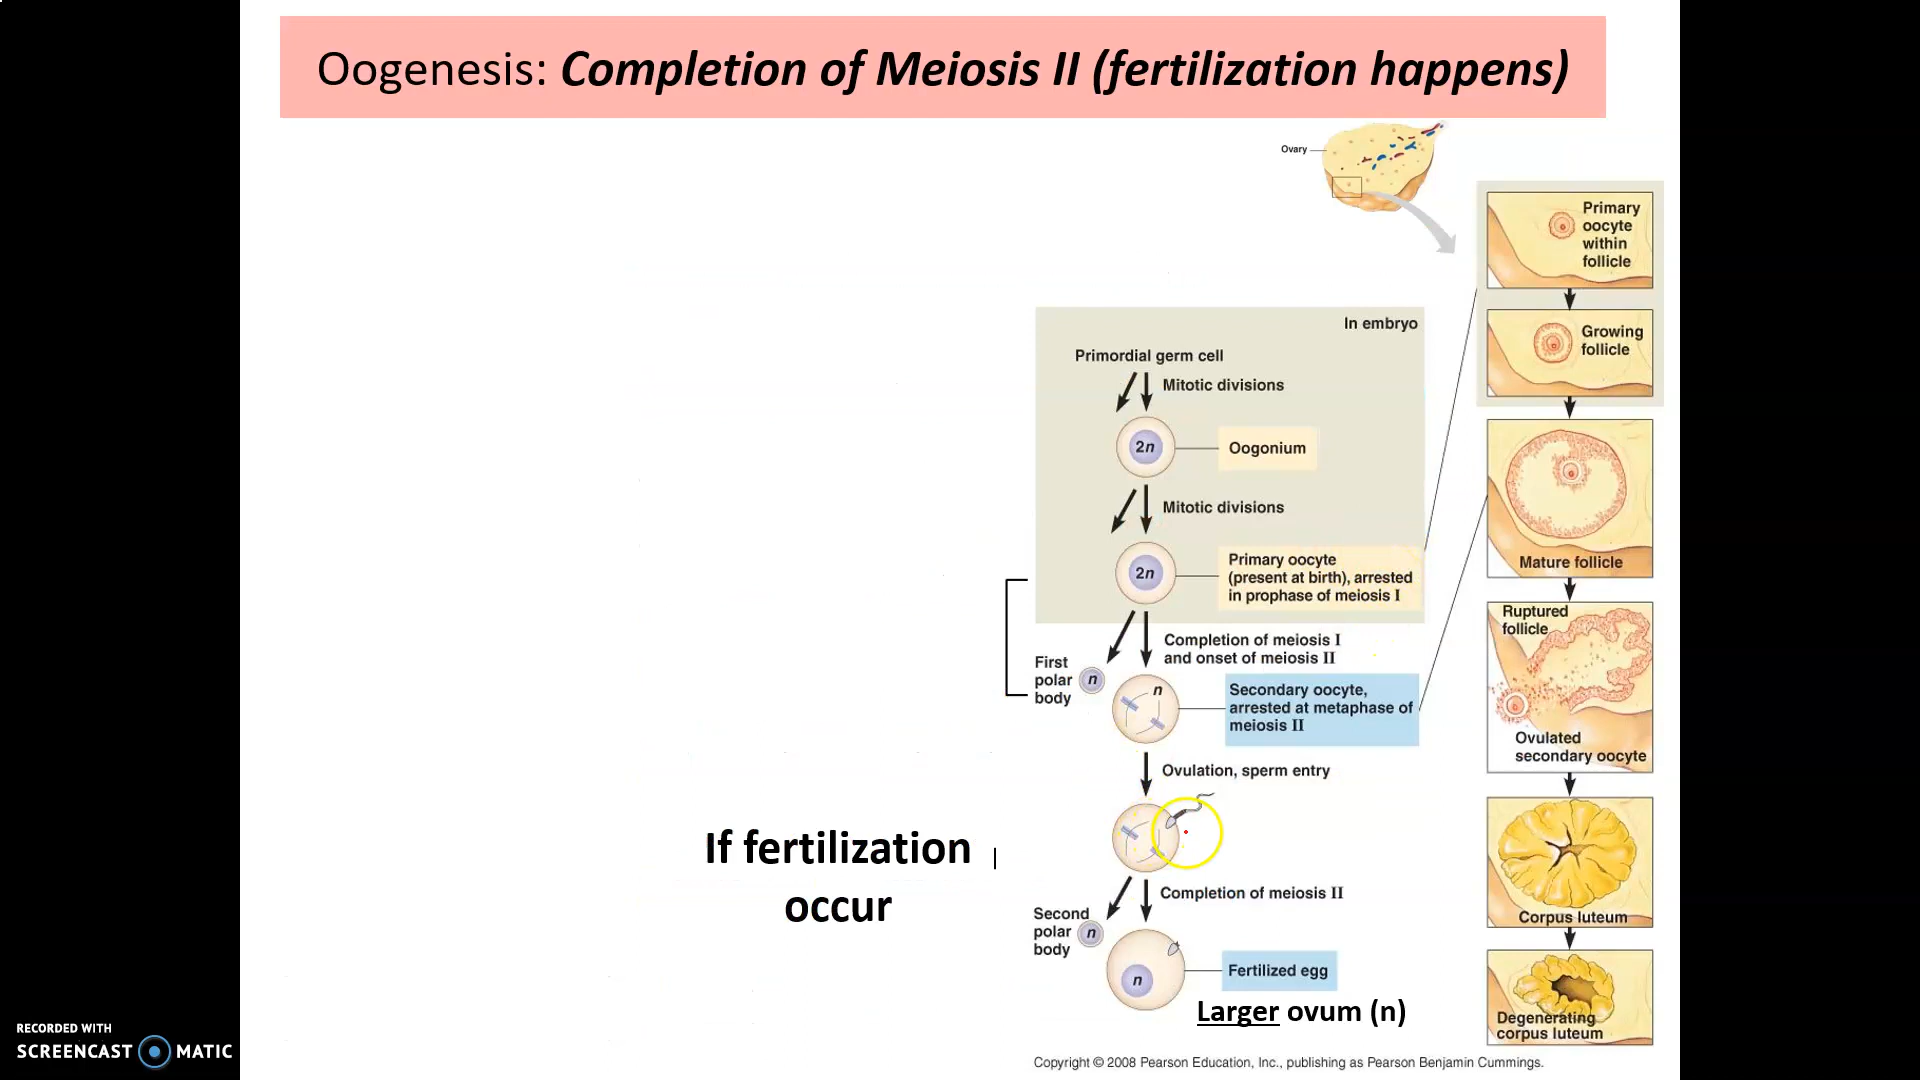 Oogenesis: Completion of Meiosis II (fertilization happens)
Ovary
Primary
oocyte
within
follicle
Growing
follicle
Mature follicle
Ruptured
follicle
Ovulated
secondary oocyte
Corpus luteum
Degenerating
corpus luteum
In embryo
Primordial germ cell
Mitotic divisions
2n
Oogonium
Mitotic divisions
2n
Primary oocyte
(present at birth), arrested
in prophase of meiosis I
Completion of meiosis I
and onset of meiosis II
First
polar
body
n
n
Secondary oocyte,
arrested at metaphase of
meiosis II
Ovulation, sperm entry
If fertilization
occur
Completion of meiosis II
Second
polar
body
n
n
Fertilized egg
Larger ovum (n)
Copyright © 2008 Pearson Education, Inc., publishing as Pearson Benjamin Cummings.
RECORDED WITH
SCREENCAST MATIC